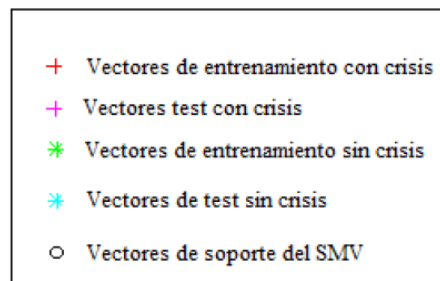 Vectores de entrenamiento con crisis
Vectores test con crisis
Vectores de entrenamiento sin crisis
Vectores de test sin crisis
Vectores de soporte del SMV